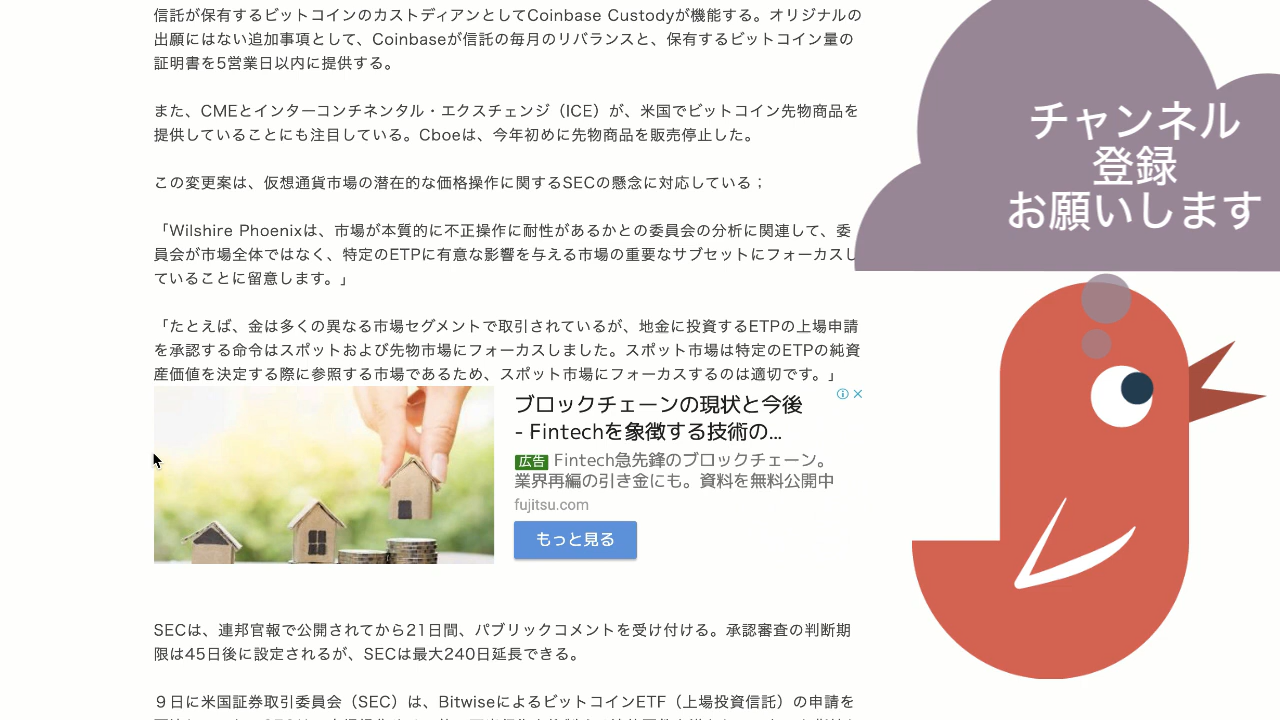 信託が保有するビットコインのカストディアンとしてCoinbase Custodyが機能する。オリジナルの
出願にはない追加事項として、Coinbaseが信託の毎月のリバランスと、保有するビットコイン量の
証明書を5営業日以内に提供する。
また、CMEとインターコンチネンタル・エクスチェンジ（ICE）が、米国でビットコイン先物商品を
提供していることにも注目している。Cboeは、今年初めに先物商品を販売停止した。
この変更案は、仮想通貨市場の潜在的な価格操作に関するSECの懸念に対応している；
「Wilshire Phoenixは、市場が本質的に不正操作に耐性があるかとの委員会の分析に関連して、委
員会が市場全体ではなく、特定のETPに有意な影響を与える市場の重要なサブセットにフォーカスし
ていることに留意します。」
「たとえば、金は多くの異なる市場セグメントで取引されているが、地金に投資するETPの上場申請
を承認する命令はスポットおよび先物市場にフォーカスしました。スポット市場は特定のETPの純資
産価値を決定する際に参照する市場であるため、スポット市場にフォーカスするのは適切です。」
ブロックチェーンの現状と今後
- Fintechを象徴する技術の...
広告 Fintech急先鋒のブロックチェーン。
業界再編の引き金にも。資料を無料公開中
fujitsu.com
もっと見る
SECは、連邦官報で公開されてから21日間、パブリックコメントを受け付ける。承認審査の判断期
限は45日後に設定されるが、SECは最大240日延長できる。
９日に米国証券取引委員会（SEC）は、BitwiseによるビットコインETF（上場投資信託）の申請を
チャンネル
登録
お願いします